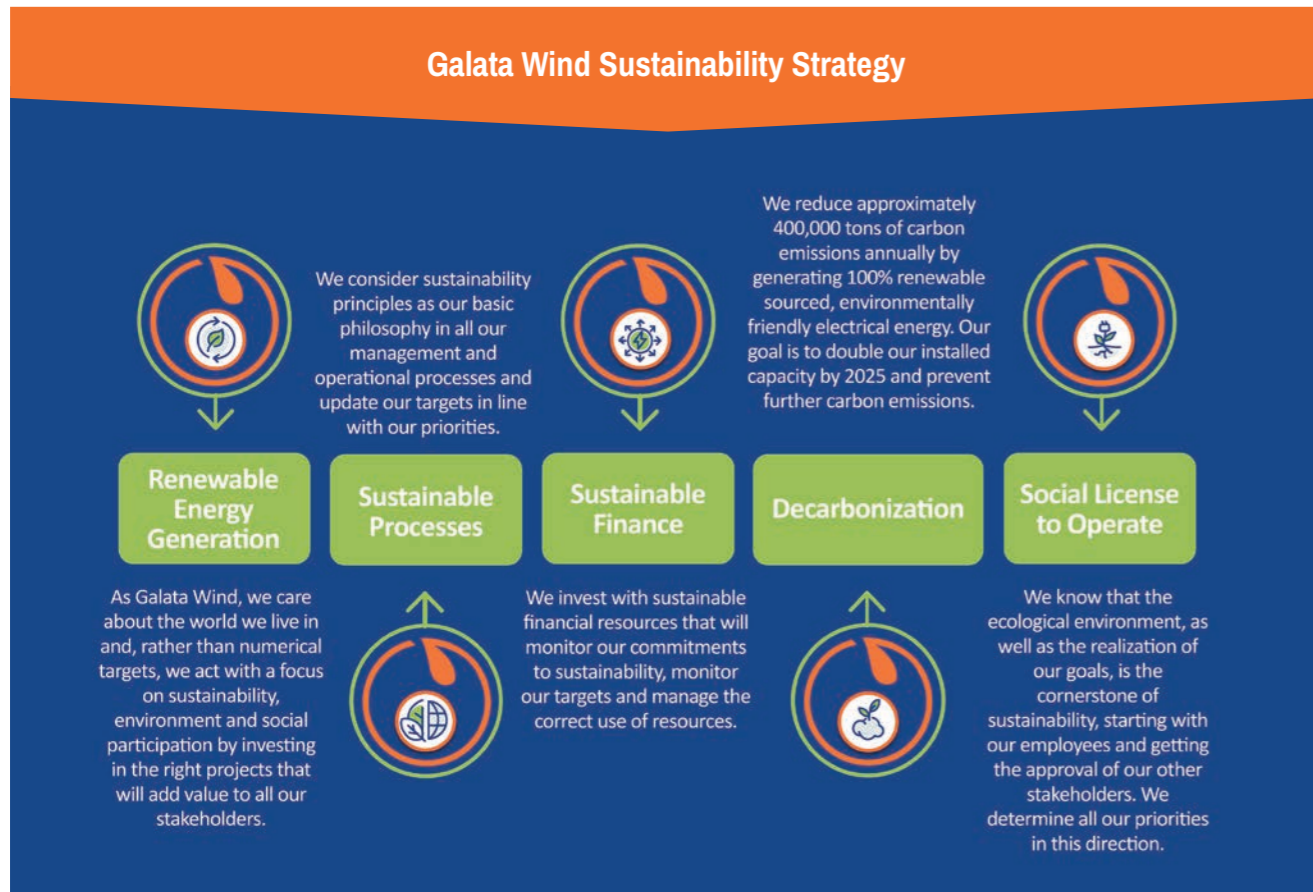 Galata Wind Sustainability Strategy
Renewable
Energy
Generation
As Galata Wind, we care
about the world we live in
and, rather than numerical
targets, we act with a focus
on sustainability,
environment and social
participation by investing
in the right projects that
will add value to all our
stakeholders.
We consider sustainability
principles as our basic
philosophy in all our
management and
operational processes and
update our targets in line
with our priorities.
Sustainable
Processes
Sustainable
Finance
We invest with sustainable
financial resources that will
monitor our commitments
to sustainability, monitor
our targets and manage the
correct use of resources.
We reduce approximately
400,000 tons of carbon
emissions annually by
generating 100% renewable
sourced, environmentally
friendly electrical energy. Our
goal is to double our installed
capacity by 2025 and prevent
further carbon emissions.
Decarbonization
Social License
to Operate
We know that the
ecological environment, as
well as the realization of
our goals, is the
cornerstone of
sustainability, starting with
our employees and getting
the approval of our other
stakeholders. We
determine all our priorities
in this direction.